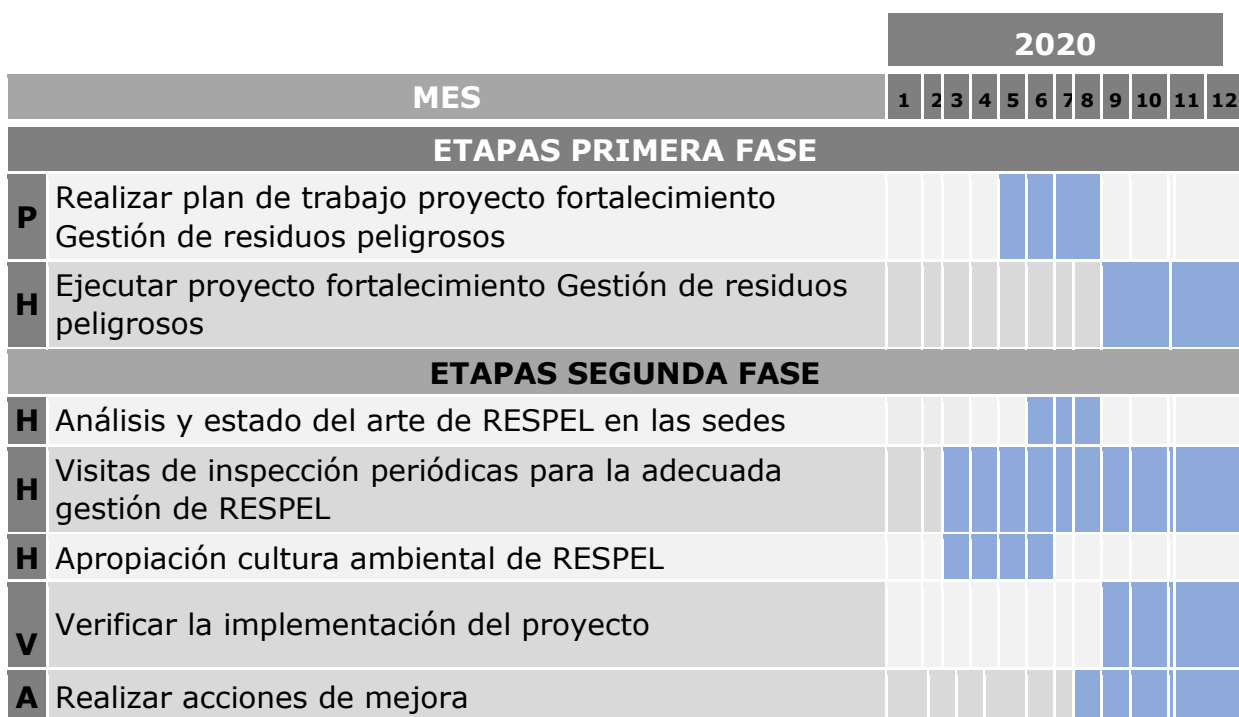 2020
MES 1 2 3 4 5 6 7 8 9 10 11 12
ETAPAS PRIMERA FASE
P Realizar plan de trabajo proyecto fortalecimiento
Gestión de residuos peligrosos
H Ejecutar proyecto fortalecimiento Gestión de residuos
peligrosos
ETAPAS SEGUNDA FASE
H Análisis y estado del arte de RESPEL en las sedes
H Visitas de inspección periódicas para la adecuada
gestión de RESPEL
H Apropiación cultura ambiental de RESPEL
V Verificar la implementación del proyecto
A Realizar acciones de mejora